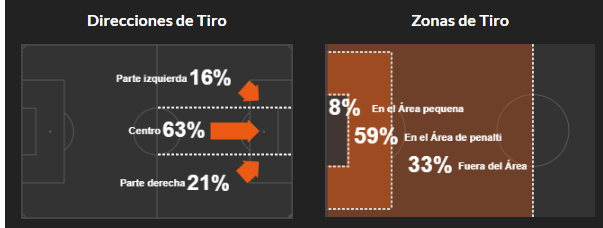 Direcciones de Tiro
Parte izquierda 16%
Centro 63%
Parte derecha 21%
Zonas de Tiro
8% En el Área pequena
59% En el Área de penalti
33% Fuera del Área